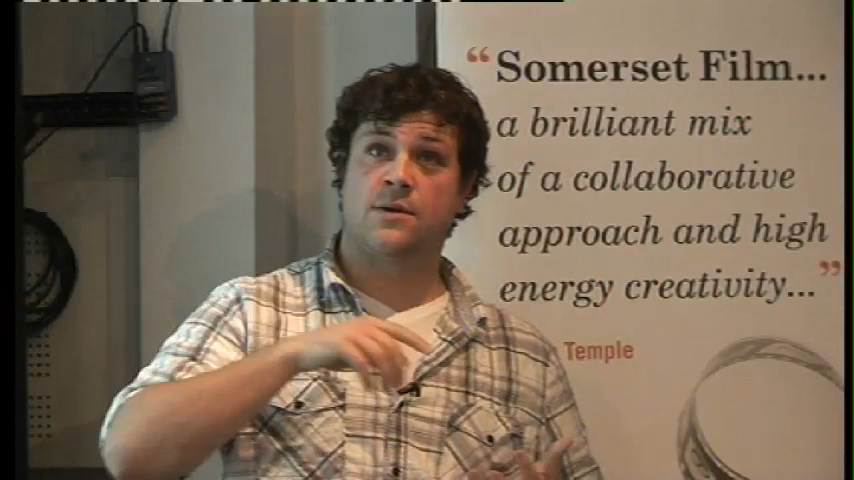 “Somerset Film...
a brilliant mix
of a collaborative
approach and high
energy creativity...”
Temple